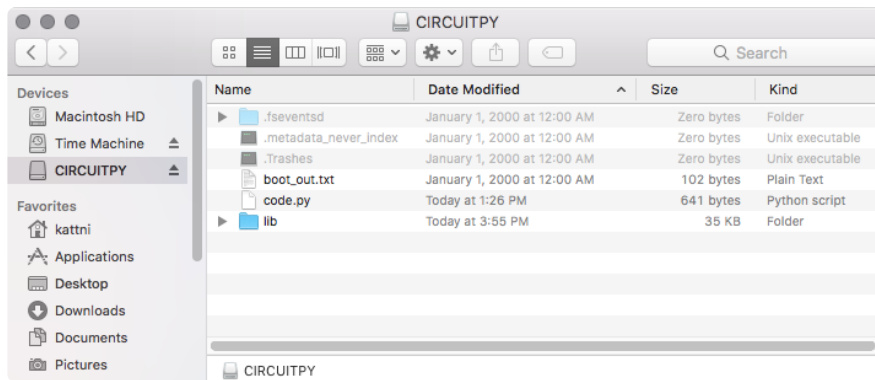 CIRCUITPY
Search
Devices
Macintosh HD
Time Machine
CIRCUITPY
Favorites
kattni
Applications
Desktop
Downloads
Documents
Pictures
Name Date Modified Size Kind
.fseventsd January 1, 2000 at 12:00 AM Zero bytes Folder
.metadata_never_index January 1, 2000 at 12:00 AM Zero bytes Unix executable
.Trashes January 1, 2000 at 12:00 AM Zero bytes Unix executable
boot_out.txt January 1, 2000 at 12:00 AM 102 bytes Plain Text
code.py Today at 1:26 PM 641 bytes Python script
lib Today at 3:55 PM 35 KB Folder
CIRCUITPY